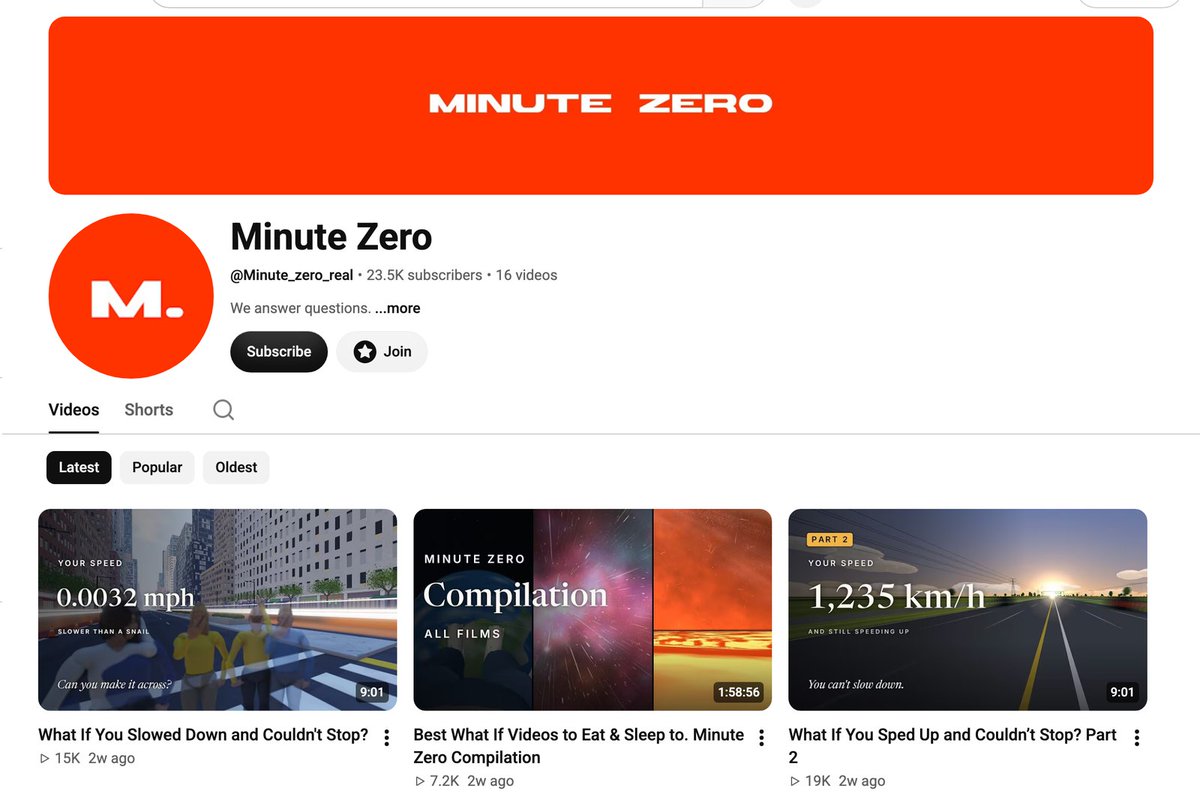 MINUTE ZERO
M.
Minute Zero
@Minute_zero_real • 23.5K subscribers • 16 videos
We answer questions. ...more
Subscribe
Join
Videos
Shorts
Latest
Popular
Oldest
YOUR SPEED
0.0032 mph
SLOWER THAN A SNAIL
Can you make it across?
9:01
What If You Slowed Down and Couldn't Stop?
15K 2w ago
MINUTE ZERO
Compilation
ALL FILMS
1:58:56
Best What If Videos to Eat & Sleep to. Minute
Zero Compilation
7.2K 2w ago
PART 2
YOUR SPEED
1,235 km/h
AND STILL SPEEDING UP
You can't slow down.
9:01
What If You Sped Up and Couldn’t Stop? Part
2
19K 2w ago